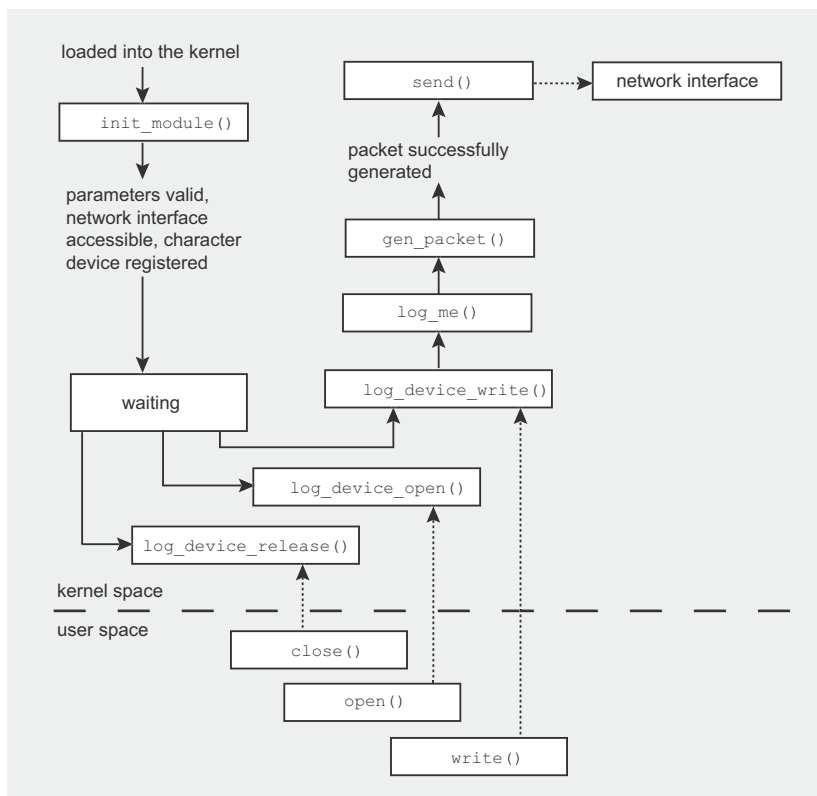 loaded into the kernel
init_module()
parameters valid,
network interface
accessible, character
device registered
waiting
send()
network interface
packet successfully
generated
gen_packet()
log_me()
log_device_write()
log_device_open()
log_device_release()
kernel space
user space
close()
open()
write()